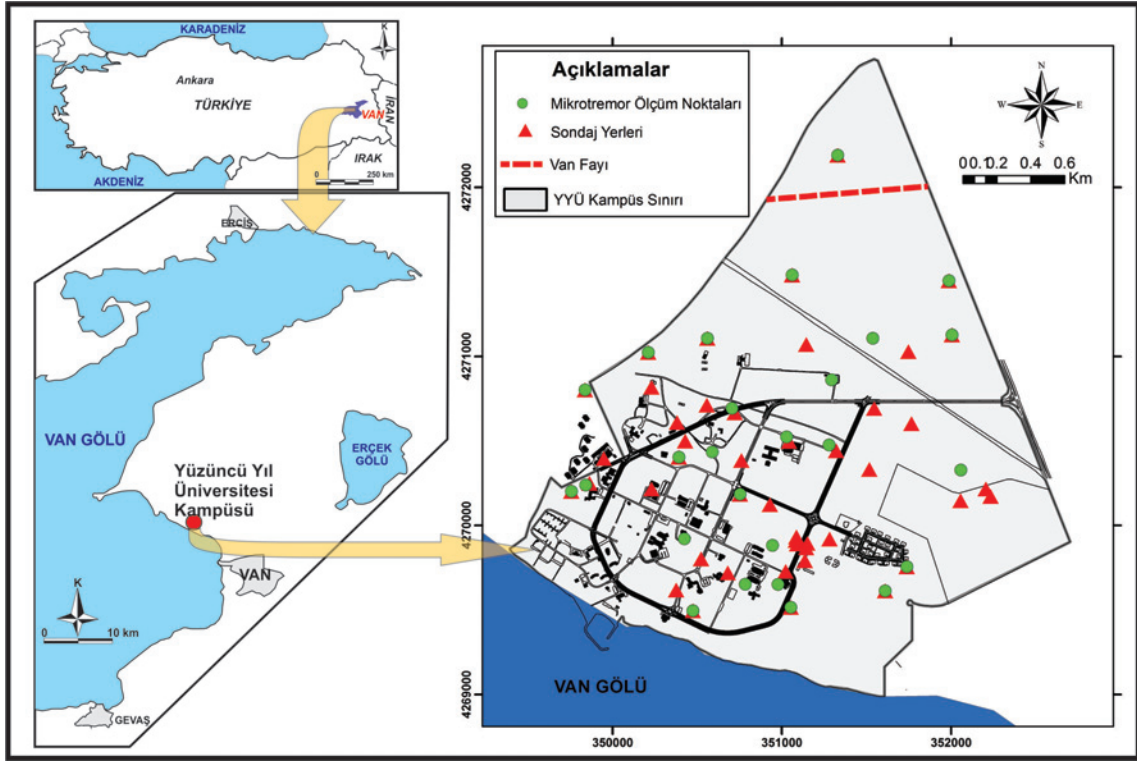 KARADENİZ
K
Ankara
TÜRKİYE
İRAN
VAN
IRAK
AKDENİZ
0 250 km
ERCİŞ
VAN GÖLÜ
ERÇEK
GÖLÜ
Yüzüncü Yıl
Üniversitesi
Kampüsü
VAN
K
0 10 km
GEVAŞ
Açıklamalar
Mikrotremor Ölçüm Noktaları
Sondaj Yerleri
Van Fayı
YYÜ Kampüs Sınırı
N
W E
S
0 0.1 0.2 0.4 0.6
Km
4272000
4271000
4270000
4269000
VAN GÖLÜ
350000 351000 352000